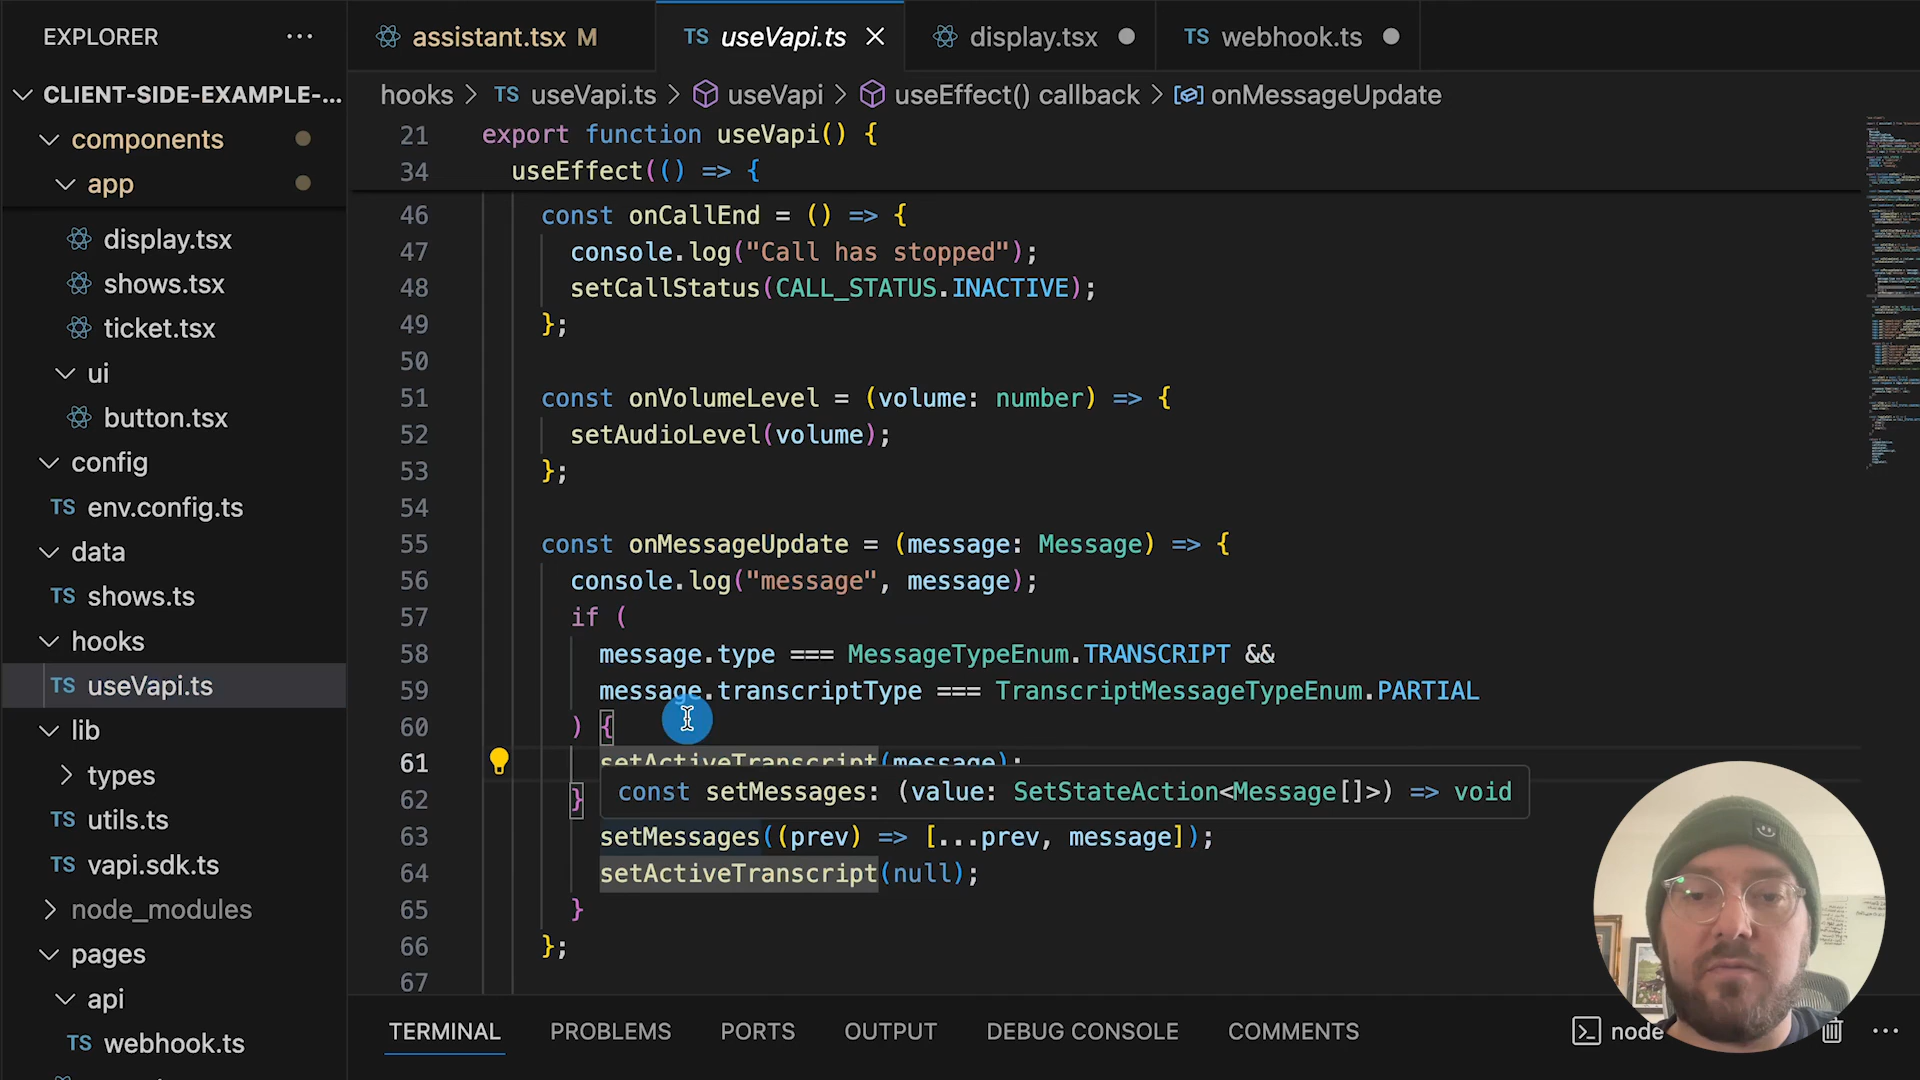 EXPLORER
···
assistant.tsx M
TS useVapi.ts
display.tsx
TS webhook.ts
CLIENT-SIDE-EXAMPLE-...
components
app
display.tsx
shows.tsx
ticket.tsx
ui
button.tsx
config
TS env.config.ts
data
TS shows.ts
hooks
TS useVapi.ts
lib
types
TS utils.ts
TS vapi.sdk.ts
node_modules
pages
api
TS webhook.ts
hooks > TS useVapi.ts > useVapi > useEffect() callback > onMessageUpdate
21 export function useVapi() {
34 useEffect(() => {
46 const onCallEnd = () => {
47 console.log("Call has stopped");
48 setCallStatus(CALL_STATUS.INACTIVE);
49 };
50
51 const onVolumeLevel = (volume: number) => {
52 setAudioLevel(volume);
53 };
54
55 const onMessageUpdate = (message: Message) => {
56 console.log("message", message);
57 if (
58 message.type === MessageTypeEnum.TRANSCRIPT &&
59 message.transcriptType === TranscriptMessageTypeEnum.PARTIAL
60 ) {
61 setActiveTranscript(message);
62 }
const setMessages: (value: SetStateAction<Message[]>) => void
63 setMessages((prev) => [...prev, message]);
64 setActiveTranscript(null);
65 }
66 };
67
TERMINAL PROBLEMS PORTS OUTPUT DEBUG CONSOLE COMMENTS
node
···